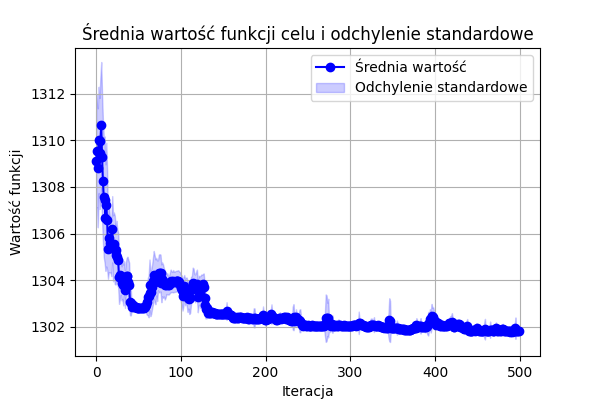 Średnia wartość funkcji celu i odchylenie standardowe
Średnia wartość
Odchylenie standardowe
Wartość funkcji
1312
1310
1308
1306
1304
1302
0 100 200 300 400 500
Iteracja